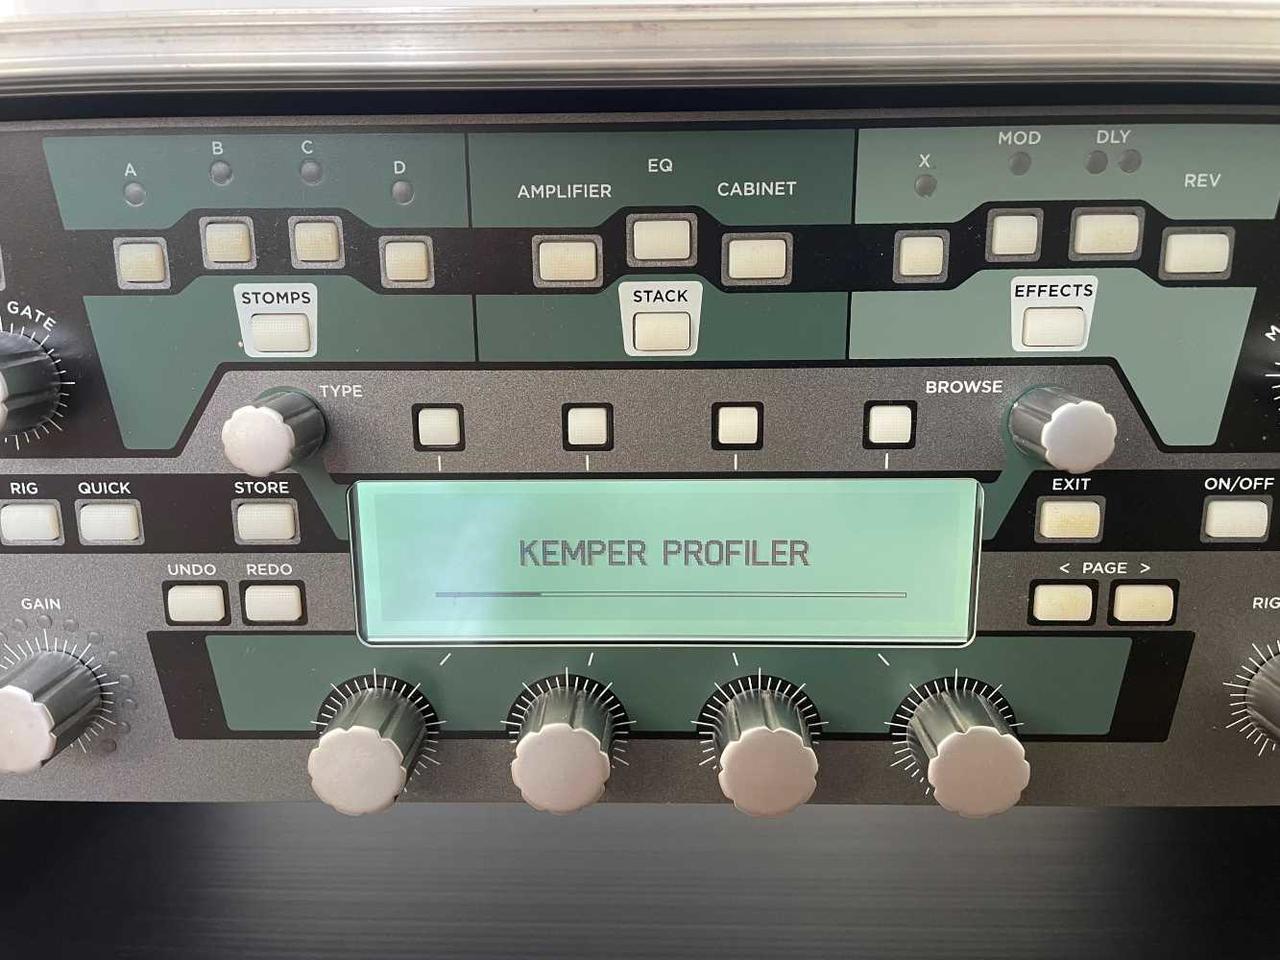 A
B
C
D
AMPLIFIER
EQ
CABINET
X
MOD
DLY
REV
GATE
STOMPS
STACK
EFFECTS
TYPE
BROWSE
RIG
QUICK
STORE
EXIT
ON/OFF
KEMPER PROFILER
UNDO
REDO
< PAGE >
GAIN
RIG